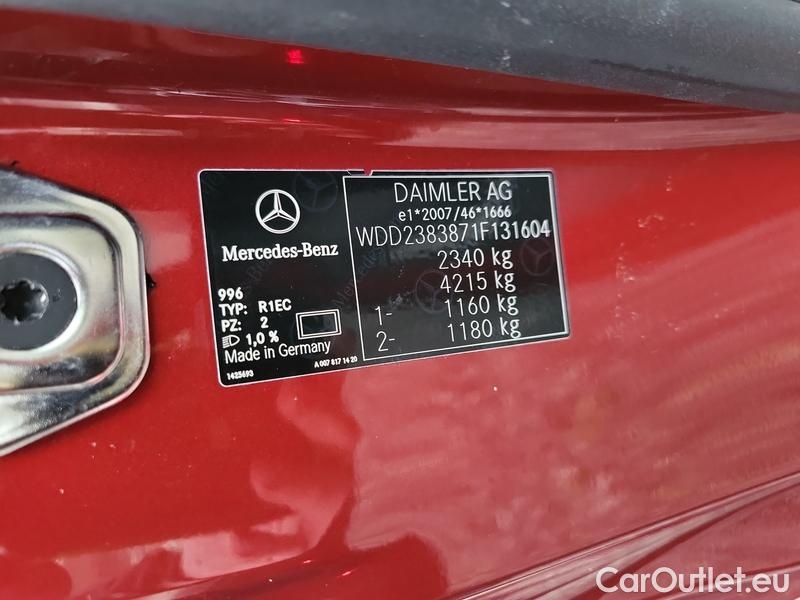 Mercedes-Benz
996
TYP: R1EC
PZ: 2
1,0 %
Made in Germany
1425693
A 007 817 14 20
DAIMLER AG
e1*2007/46*1666
WDD2383871F131604
2340 kg
4215 kg
1- 1160 kg
2- 1180 kg
CarOutlet.eu